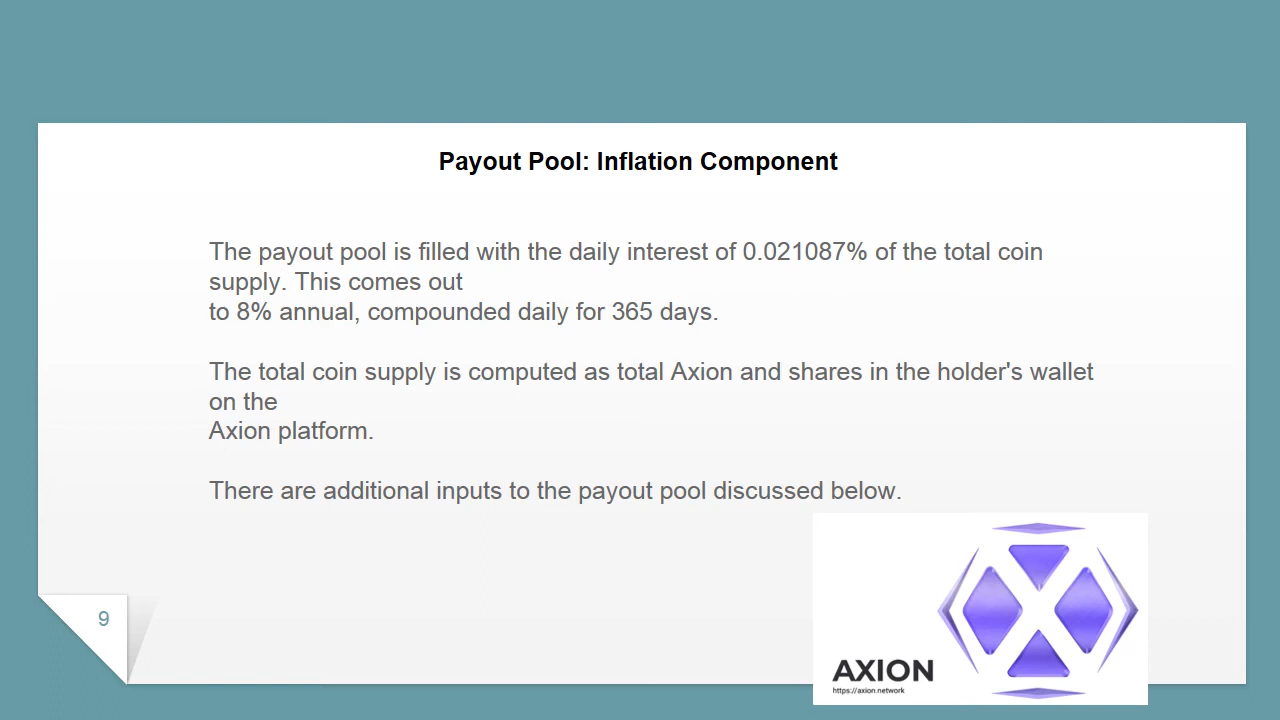 Payout Pool: Inflation Component
The payout pool is filled with the daily interest of 0.021087% of the total coin
supply. This comes out
to 8% annual, compounded daily for 365 days.
The total coin supply is computed as total Axion and shares in the holder's wallet
on the
Axion platform.
There are additional inputs to the payout pool discussed below.
9
AXION
https://axion.network